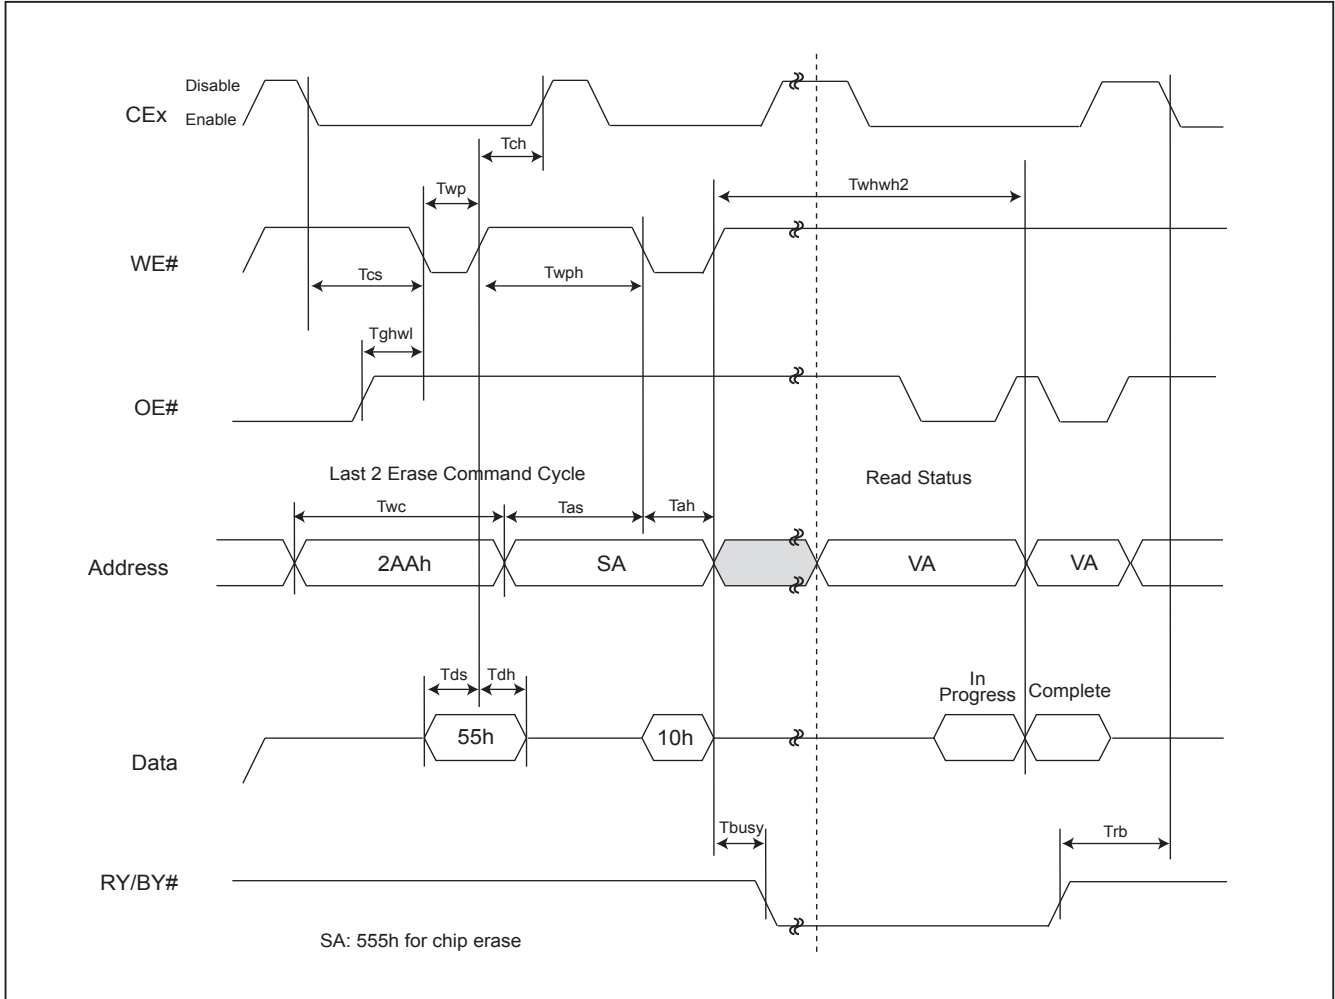 Disable
CEx
Enable
Tch
Twp
Twhwh2
WE#
Tcs
Twph
Tghwl
OE#
Last 2 Erase Command Cycle
Read Status
Twc
Tas
Tah
Address
2AAh
SA
VA
VA
Tds
Tdh
In
Progress
Complete
Data
55h
10h
Tbusy
Trb
RY/BY#
SA: 555h for chip erase